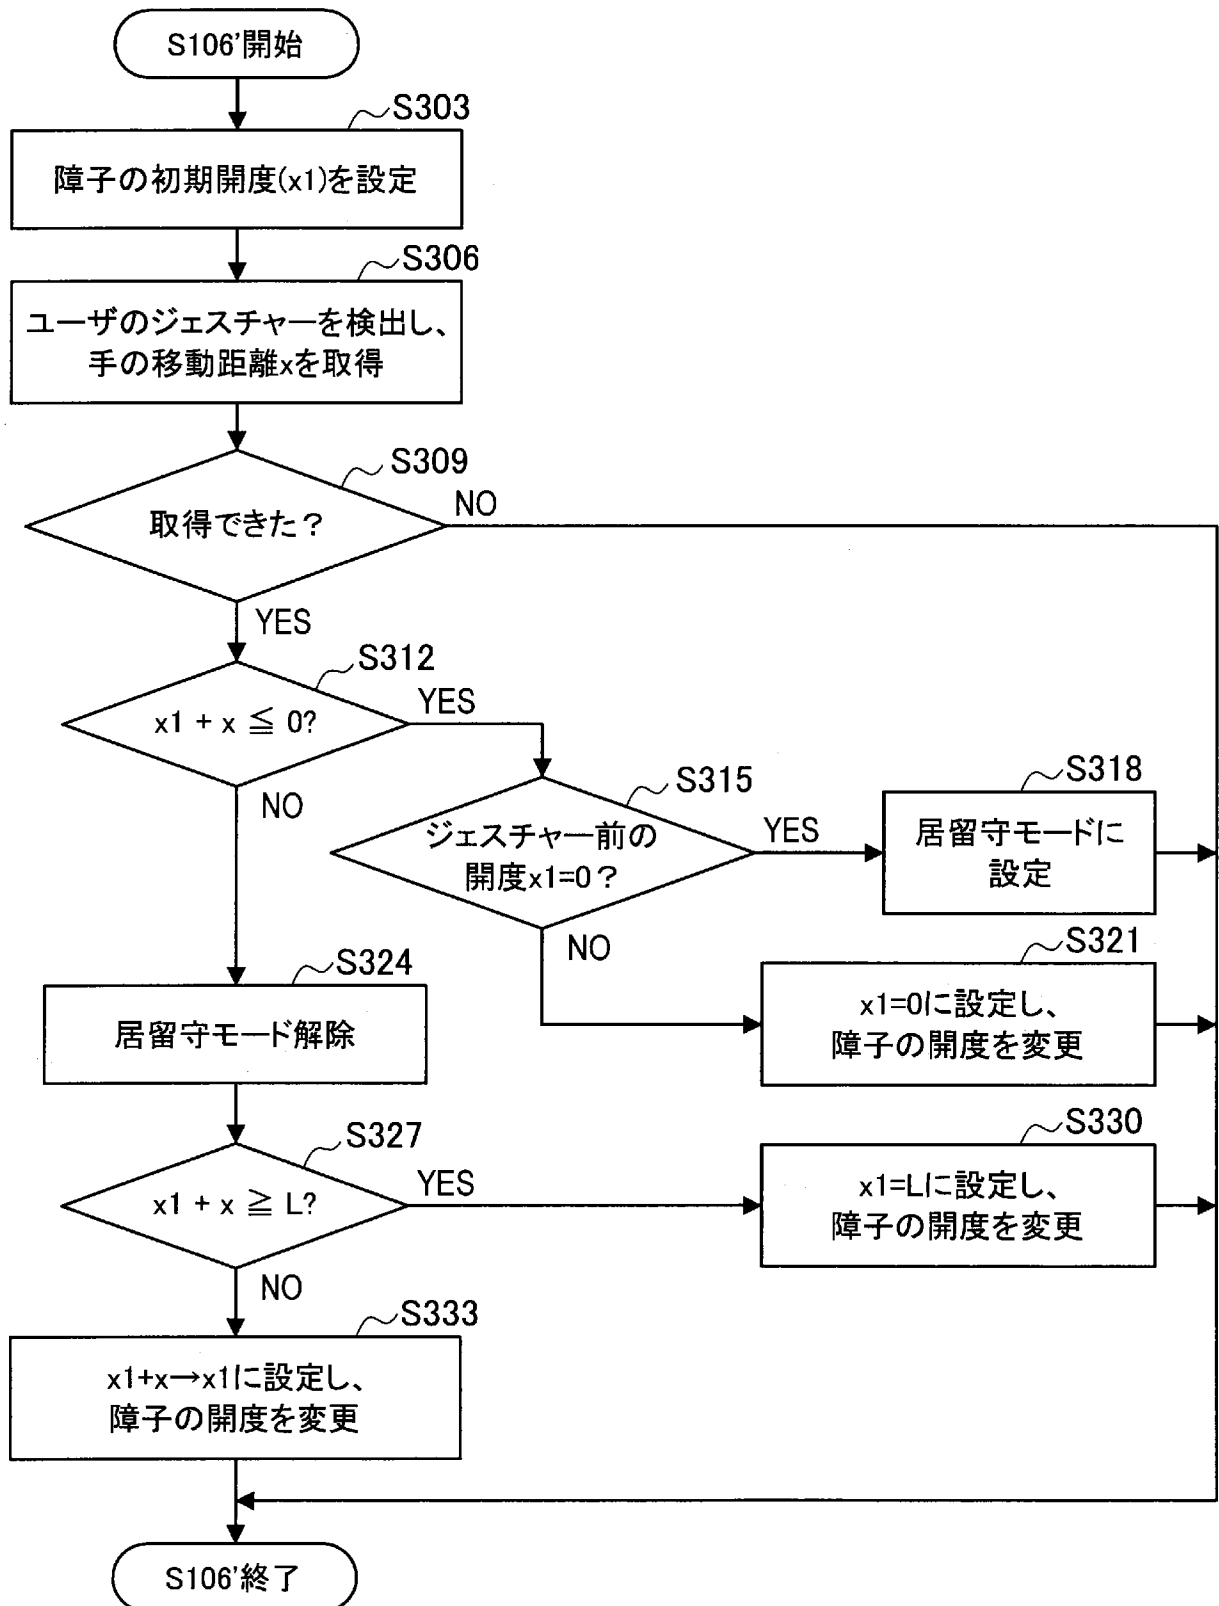 S106'開始
S303
障子の初期開度(x1)を設定
S306
ユーザのジェスチャーを検出し、
手の移動距離xを取得
S309
取得できた？
NO
YES
S312
x1 + x ≦ 0?
YES
NO
S315
ジェスチャー前の
開度x1=0？
YES
NO
S318
居留守モードに
設定
S321
x1=0に設定し、
障子の開度を変更
S324
居留守モード解除
S327
x1 + x ≧ L?
YES
NO
S330
x1=Lに設定し、
障子の開度を変更
S333
x1+x→x1に設定し、
障子の開度を変更
S106'終了